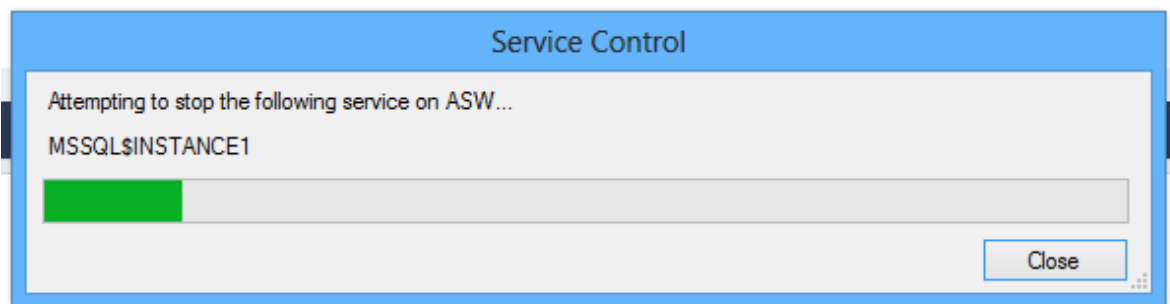 Service Control
Attempting to stop the following service on ASW...
MSSQL$INSTANCE1
Close